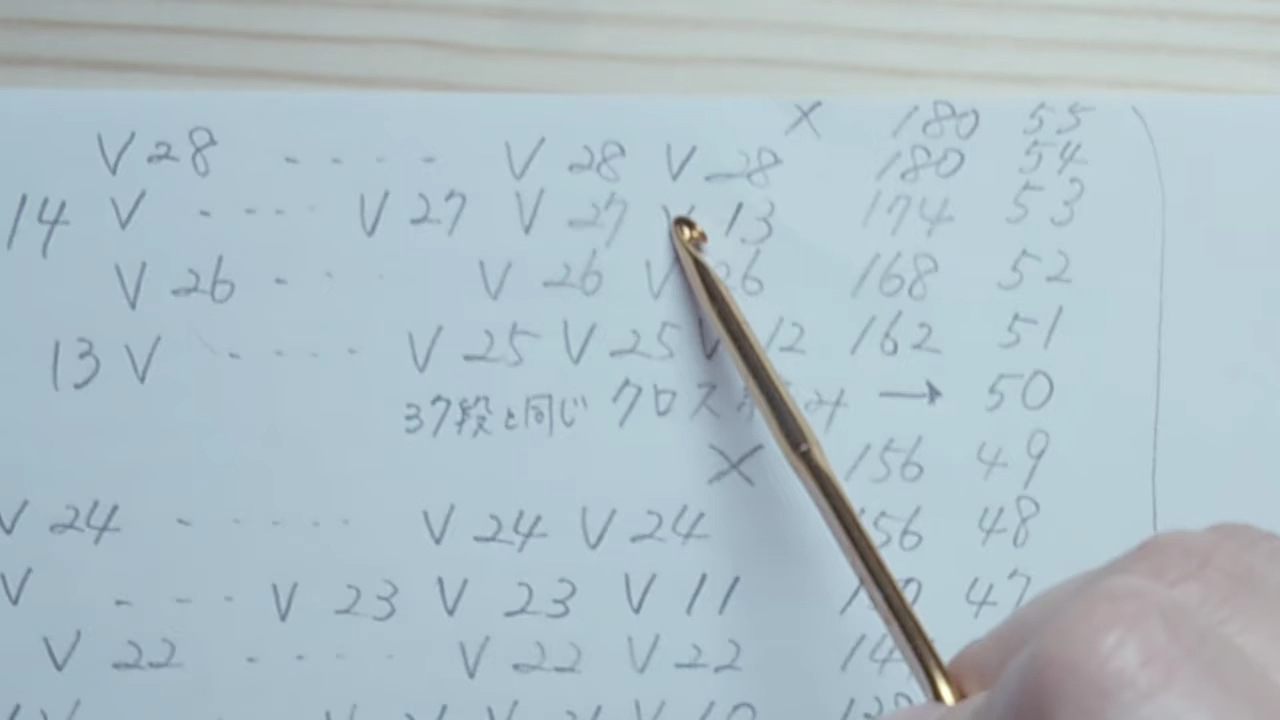 × 180 55
V 28 - - - - - V 28 V 28 180 54
14 V - - - - V 27 V 27 V 13 174 53
V 26 - - - V 26 V 26 168 52
13 V - - - - V 25 V 25 V 12 162 51
37段と同じ クロス → 50
× 156 49
V 24 - - - - - V 24 V 24 156 48
V - - - - V 23 V 23 V 11 47
V 22 - - - - - V 22 V 22